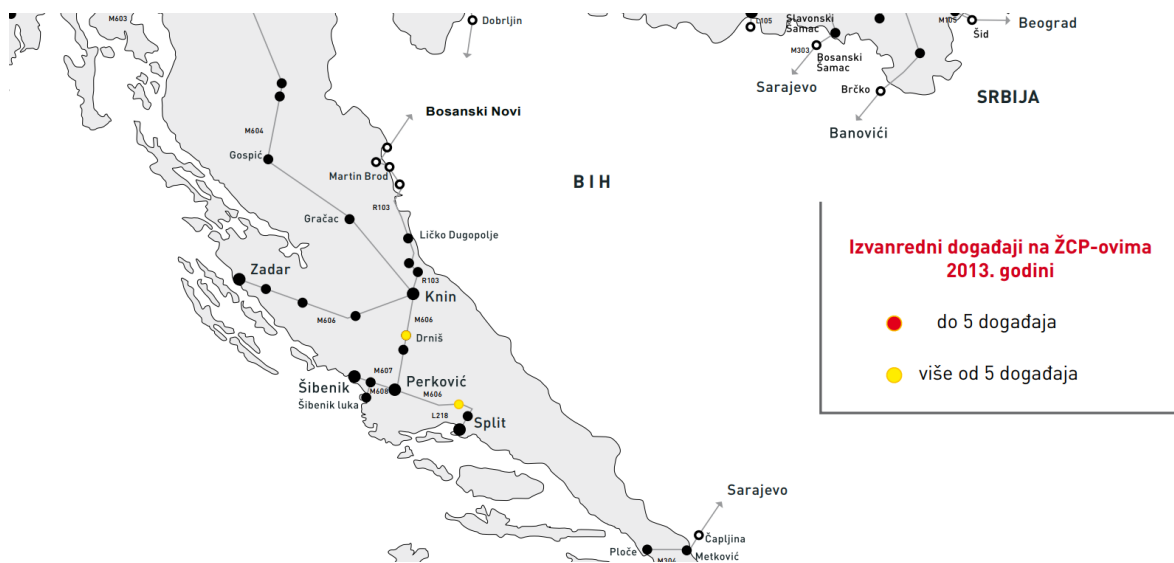 M603
Dobrljin
L105
Slavonski
Šamac
M303
Bosanski
Šamac
Sarajevo
M105
Šid
Beograd
Brčko
SRBIJA
Banovići
Bosanski Novi
M604
Gospić
Martin Brod
BIH
R103
Gračac
Ličko Dugopolje
Zadar
R103
Knin
M606
M606
Drniš
M607
Šibenik
M608
Perković
Šibenik luka
M606
L218
Split
Izvanredni događaji na ŽCP-ovima
2013. godini
do 5 događaja
više od 5 događaja
Sarajevo
Čapljina
Ploče
Metković
M304